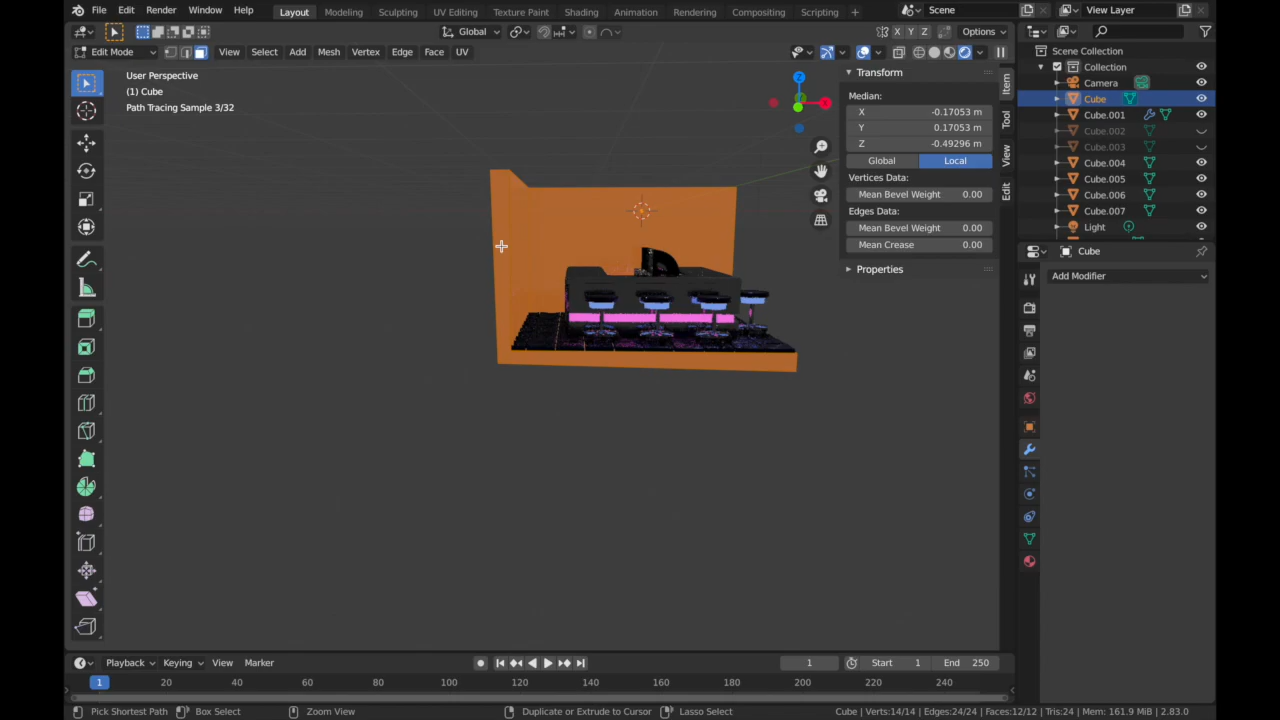 File Edit Render Window Help Layout Modeling Sculpting UV Editing Texture Paint Shading Animation Rendering Compositing Scripting + Scene View Layer
Global X Y Z Options
Edit Mode View Select Add Mesh Vertex Edge Face UV
User Perspective
(1) Cube
Path Tracing Sample 3/32
Z
X
Transform
Median:
X -0.17053 m
Y 0.17053 m
Z -0.49296 m
Global Local
Vertices Data:
Mean Bevel Weight 0.00
Edges Data:
Mean Bevel Weight 0.00
Mean Crease 0.00
Properties
Item
Tool
View
Edit
Scene Collection
Collection
Camera
Cube
Cube.001
Cube.002
Cube.003
Cube.004
Cube.005
Cube.006
Cube.007
Light
Cube
Add Modifier
Playback Keying View Marker 1 Start 1 End 250
1 20 40 60 80 100 120 140 160 180 200 220 240
Pick Shortest Path Box Select Zoom View Duplicate or Extrude to Cursor Lasso Select Cube | Verts:14/14 | Edges:24/24 | Faces:12/12 | Tris:24 | Mem: 161.9 MiB | 2.83.0